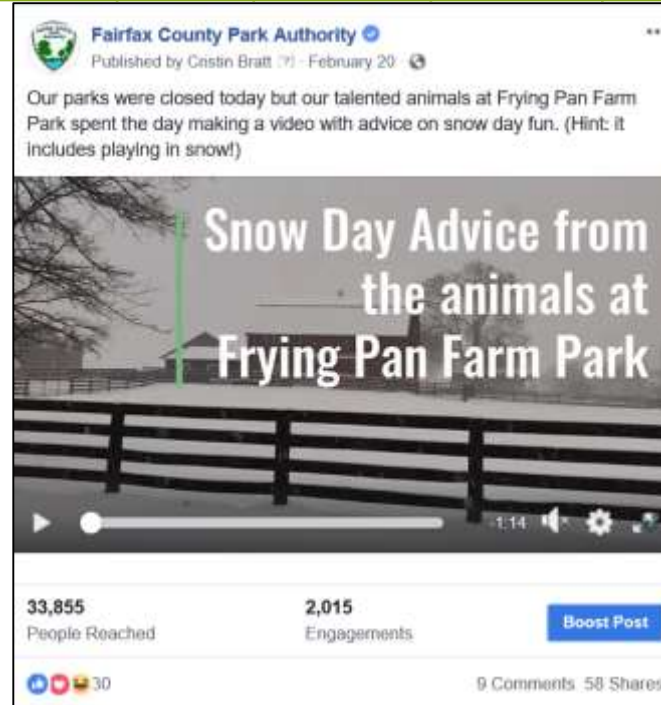 Fairfax County Park Authority
Published by Cristin Bratt [?] · February 20 ·
Our parks were closed today but our talented animals at Frying Pan Farm
Park spent the day making a video with advice on snow day fun. (Hint: it
includes playing in snow!)
Snow Day Advice from
the animals at
Frying Pan Farm Park
-1:14
33,855
People Reached
2,015
Engagements
Boost Post
30
9 Comments 58 Shares